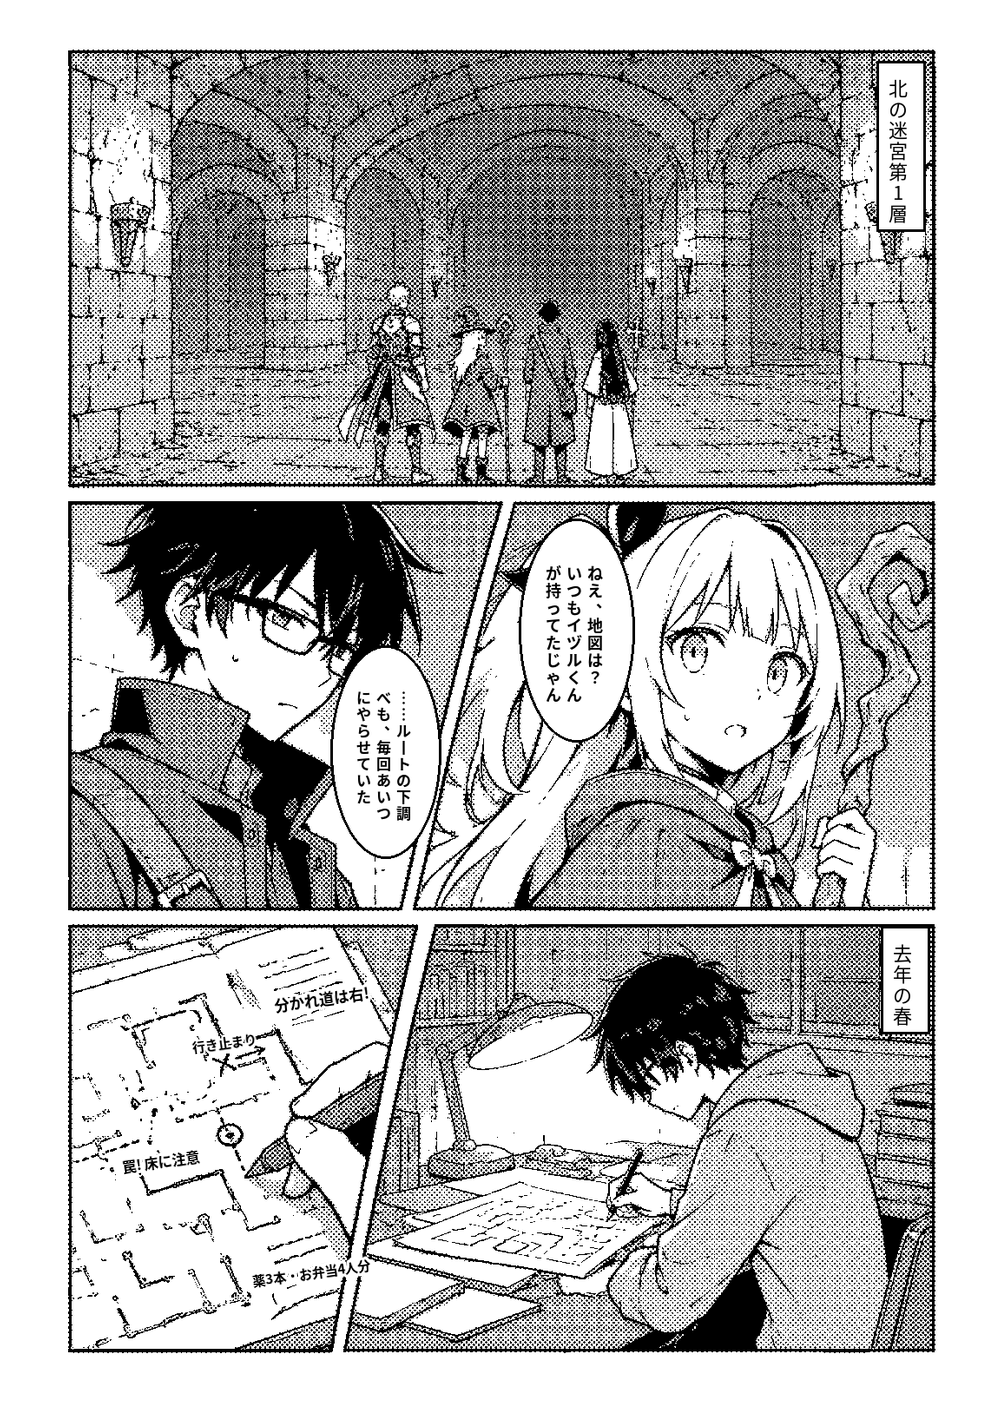 北の迷宮第1層
ねえ、地図は?
いつもイヅルくん
が持ってたじゃん
……ルートの下調
べも、毎回あいつ
にやらせていた
去年の春
分かれ道は右!
行き止まり
罠! 床に注意
薬3本・お弁当4人分